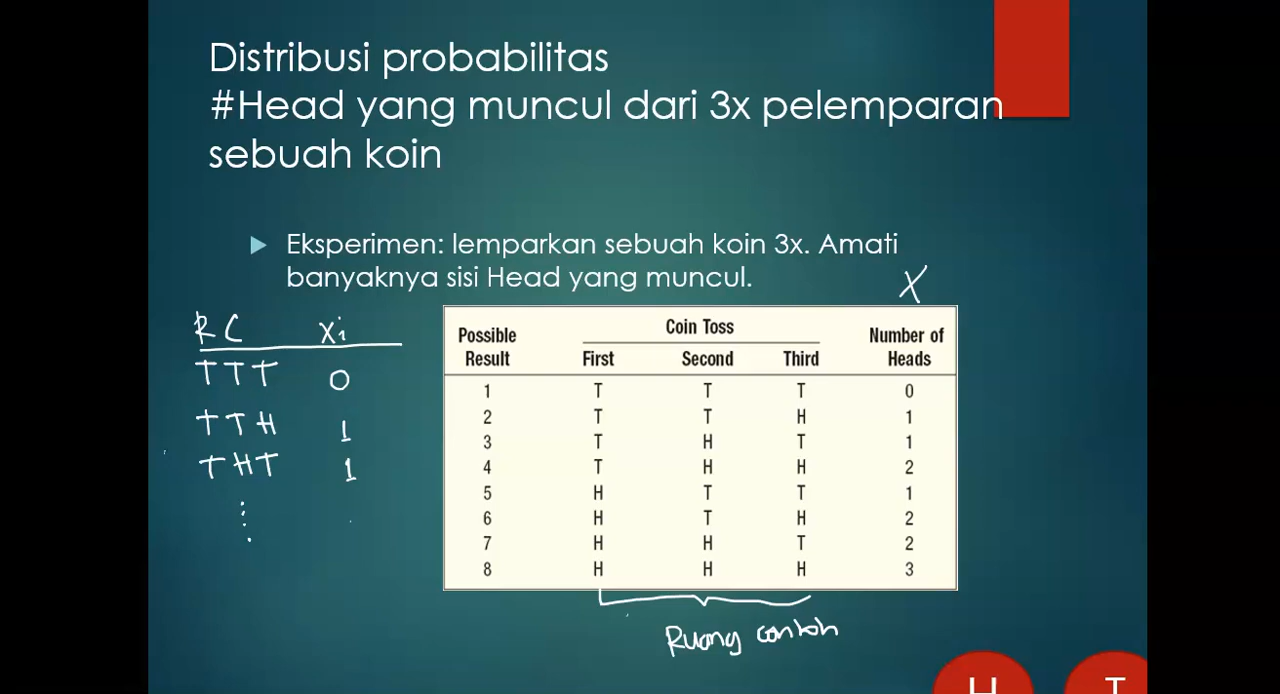 Distribusi probabilitas
#Head yang muncul dari 3x pelemparan
sebuah koin
Eksperimen: lemparkan sebuah koin 3x. Amati
banyaknya sisi Head yang muncul.
X
RC xi
TTT 0
TTH 1
THT 1
⋮
Possible Result Coin Toss Number of Heads
First Second Third
1 T T T 0
2 T T H 1
3 T H T 1
4 T H H 2
5 H T T 1
6 H T H 2
7 H H T 2
8 H H H 3
Ruang contoh
H T